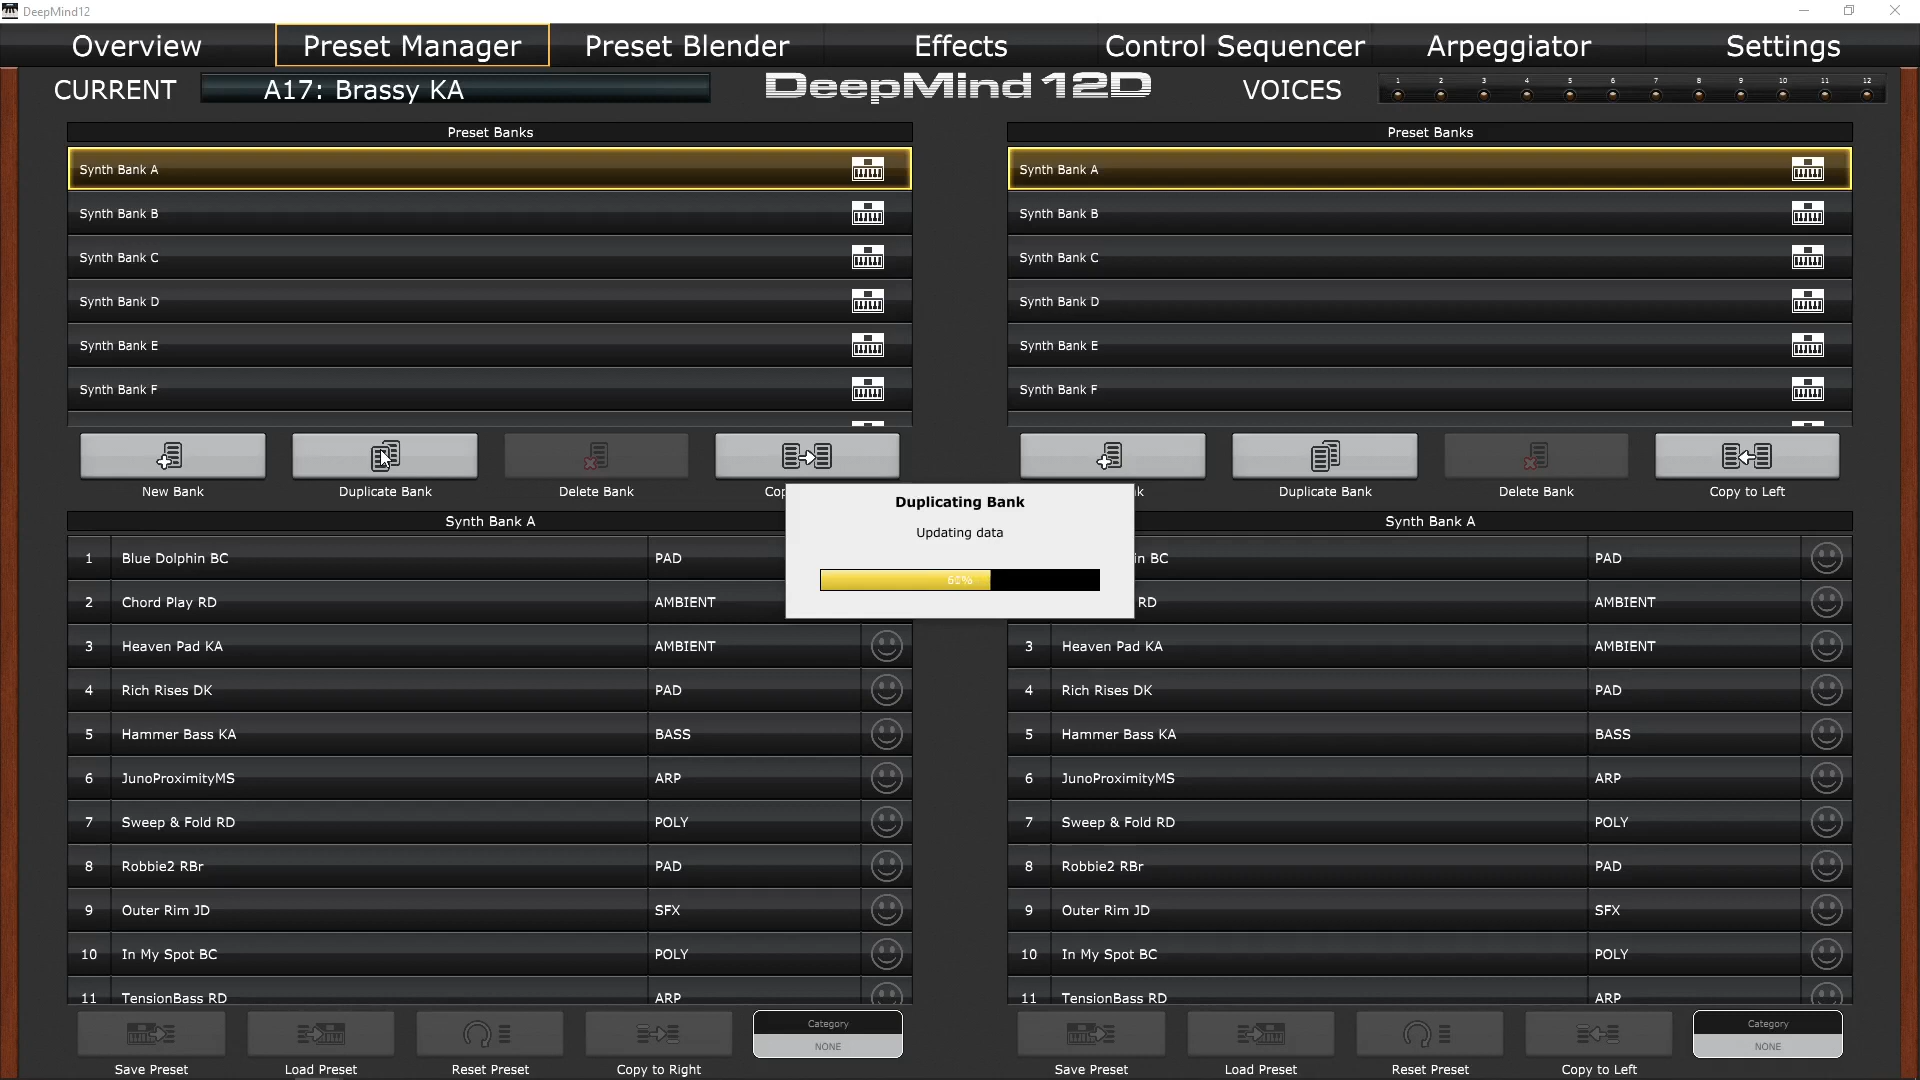 DeepMind12
Overview
Preset Manager
Preset Blender
Effects
Control Sequencer
Arpeggiator
Settings
CURRENT
A17: Brassy KA
DeepMind 12D
VOICES
1 2 3 4 5 6 7 8 9 10 11 12
Preset Banks
Synth Bank A
Synth Bank B
Synth Bank C
Synth Bank D
Synth Bank E
Synth Bank F
New Bank
Duplicate Bank
Delete Bank
Cop
Preset Banks
Synth Bank A
Synth Bank B
Synth Bank C
Synth Bank D
Synth Bank E
Synth Bank F
k
Duplicate Bank
Delete Bank
Copy to Left
Duplicating Bank
Updating data
Synth Bank A
1 Blue Dolphin BC PAD
2 Chord Play RD AMBIENT
3 Heaven Pad KA AMBIENT
4 Rich Rises DK PAD
5 Hammer Bass KA BASS
6 JunoProximityMS ARP
7 Sweep & Fold RD POLY
8 Robbie2 RBr PAD
9 Outer Rim JD SFX
10 In My Spot BC POLY
11 TensionBass RD ARP
Category
NONE
Save Preset
Load Preset
Reset Preset
Copy to Right
Synth Bank A
in BC PAD
RD AMBIENT
3 Heaven Pad KA AMBIENT
4 Rich Rises DK PAD
5 Hammer Bass KA BASS
6 JunoProximityMS ARP
7 Sweep & Fold RD POLY
8 Robbie2 RBr PAD
9 Outer Rim JD SFX
10 In My Spot BC POLY
11 TensionBass RD ARP
Category
NONE
Save Preset
Load Preset
Reset Preset
Copy to Left